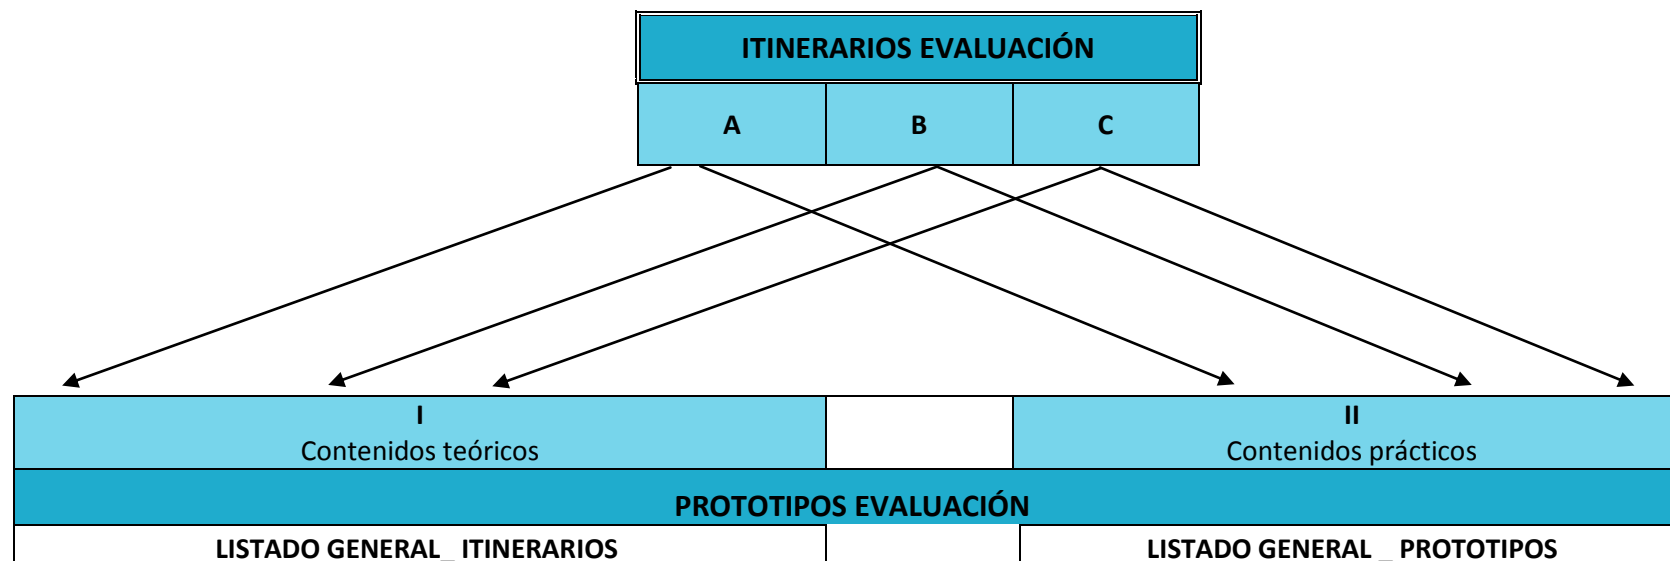 ITINERARIOS EVALUACIÓN
A B C
I
Contenidos teóricos
II
Contenidos prácticos
PROTOTIPOS EVALUACIÓN
LISTADO GENERAL_ ITINERARIOS
LISTADO GENERAL _ PROTOTIPOS